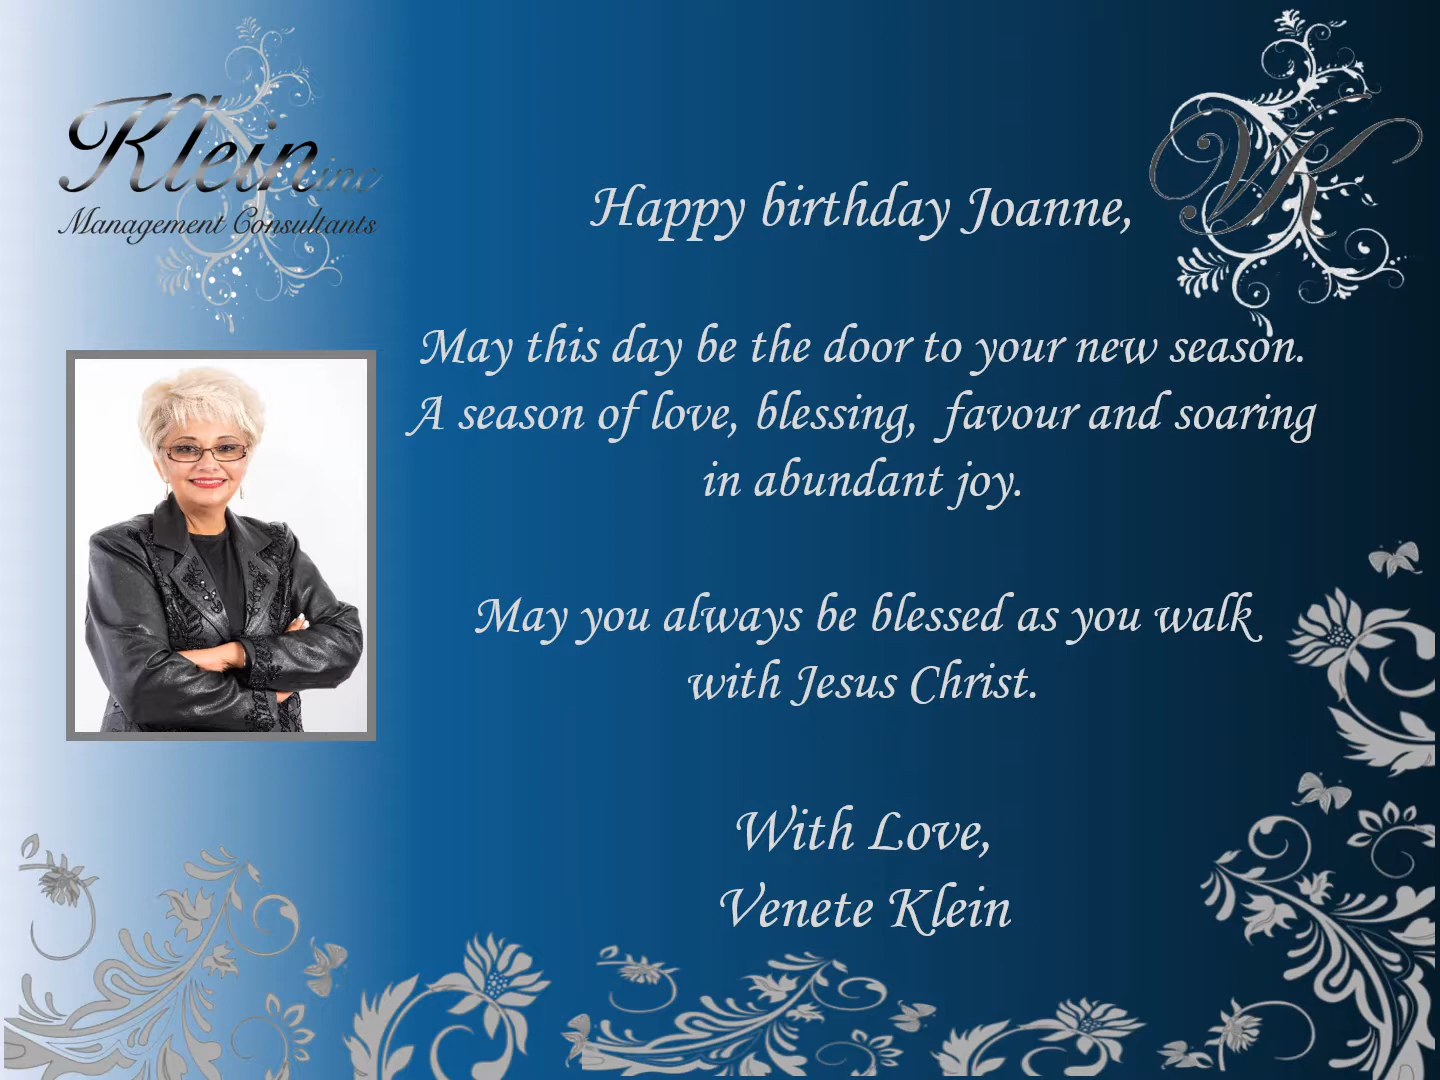 Klein inc
Management Consultants
VK
Happy birthday Joanne,
May this day be the door to your new season.
A season of love, blessing,  favour and soaring
in abundant joy.
May you always be blessed as you walk
with Jesus Christ.
With Love,
Venete Klein